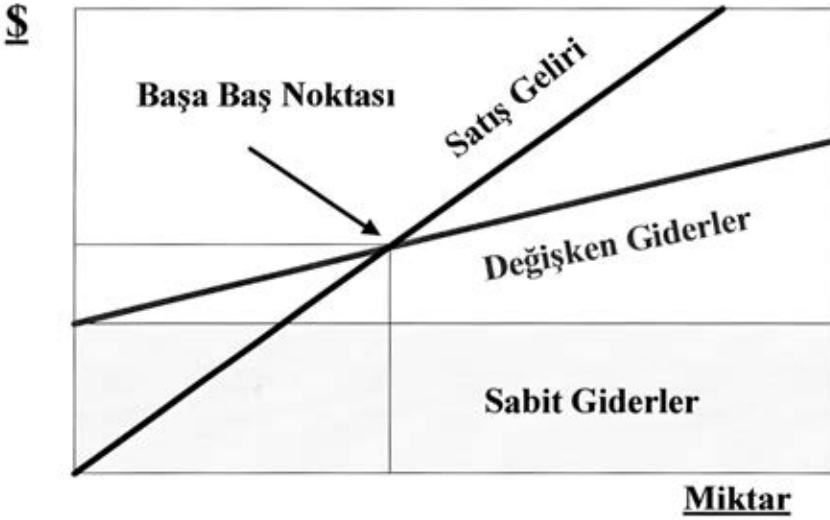 $
Başa Baş Noktası
Satış Geliri
Değişken Giderler
Sabit Giderler
Miktar